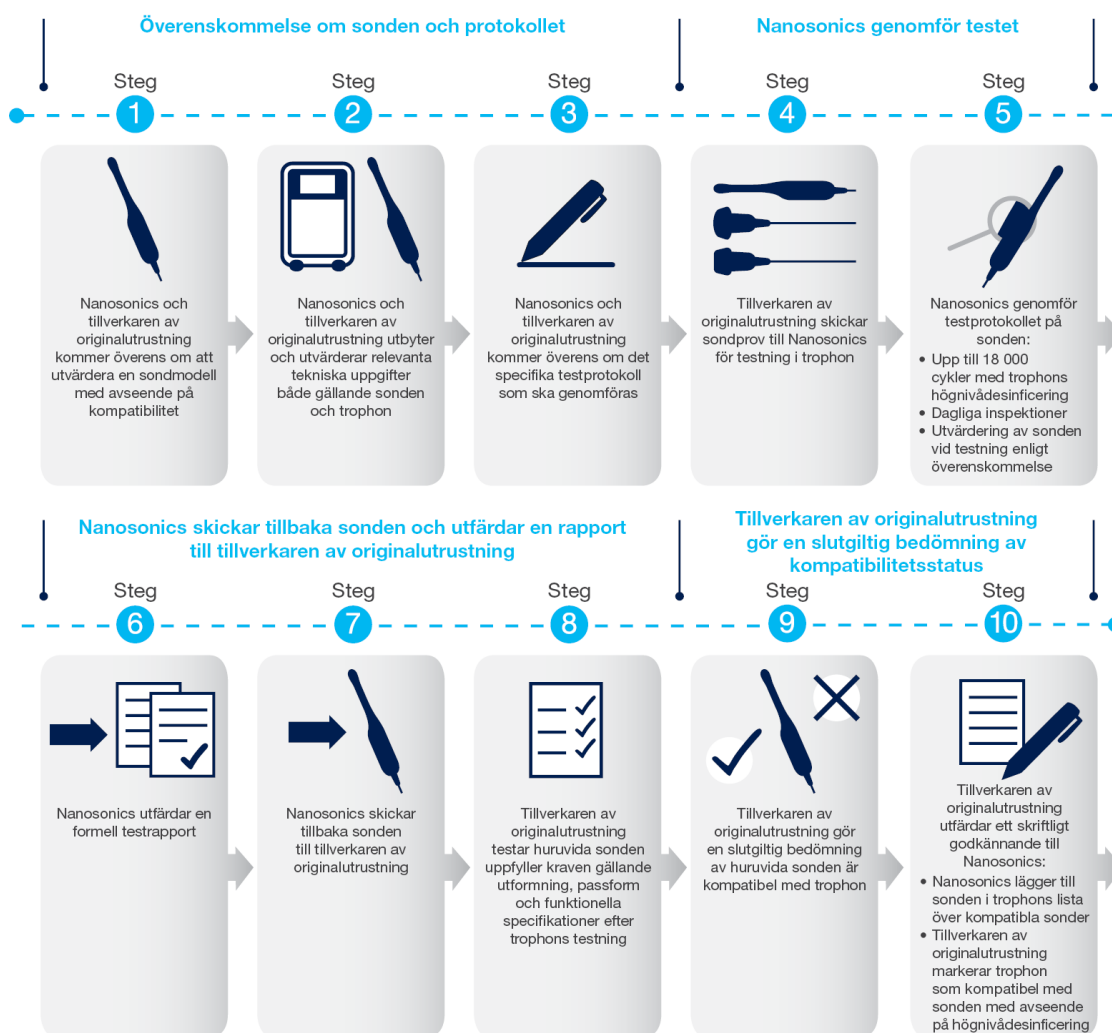 Överenskommelse om sonden och protokollet
Nanosonics genomför testet
Steg
1
Steg
2
Steg
3
Steg
4
Steg
5
Nanosonics och
tillverkaren av
originalutrustning
kommer överens om att
utvärdera en sondmodell
med avseende på
kompatibilitet
Nanosonics och
tillverkaren av
originalutrustning utbyter
och utvärderar relevanta
tekniska uppgifter
både gällande sonden
och trophon
Nanosonics och
tillverkaren av
originalutrustning
kommer överens om det
specifika testprotokoll
som ska genomföras
Tillverkaren av
originalutrustning skickar
sondprov till Nanosonics
för testning i trophon
Nanosonics genomför
testprotokollet på
sonden:
• Upp till 18 000
cykler med trophons
högnivådesinficering
• Dagliga inspektioner
• Utvärdering av sonden
vid testning enligt
överenskommelse
Nanosonics skickar tillbaka sonden och utfärdar en rapport
till tillverkaren av originalutrustning
Tillverkaren av originalutrustning
gör en slutgiltig bedömning av
kompatibilitetsstatus
Steg
6
Steg
7
Steg
8
Steg
9
Steg
10
Nanosonics utfärdar en
formell testrapport
Nanosonics skickar
tillbaka sonden
till tillverkaren av
originalutrustning
Tillverkaren av
originalutrustning
testar huruvida sonden
uppfyller kraven gällande
utformning, passform
och funktionella
specifikationer efter
trophons testning
Tillverkaren av
originalutrustning gör
en slutgiltig bedömning
av huruvida sonden är
kompatibel med trophon
Tillverkaren av
originalutrustning
utfärdar ett skriftligt
godkännande till
Nanosonics:
• Nanosonics lägger till
sonden i trophons lista
över kompatibla sonder
• Tillverkaren av
originalutrustning
markerar trophon
som kompatibel med
sonden med avseende
på högnivådesinficering